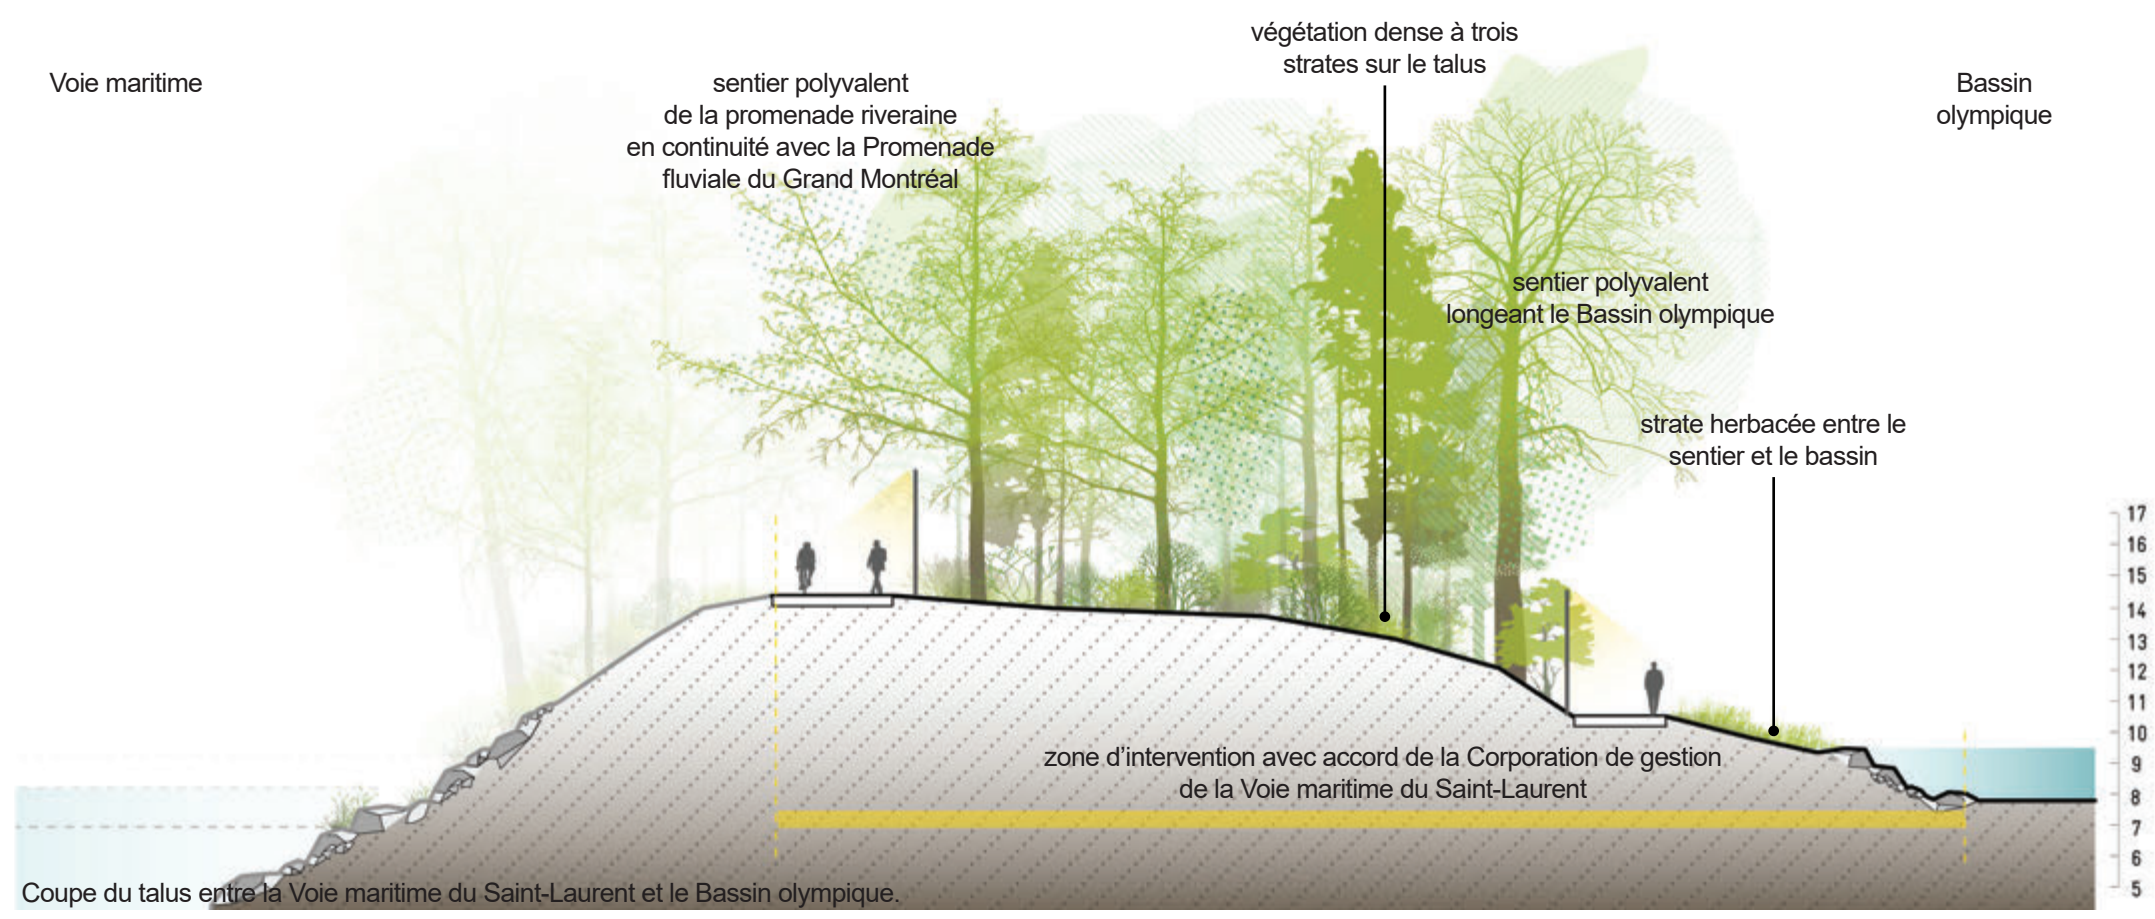 Voie maritime
sentier polyvalent
de la promenade riveraine
en continuité avec la Promenade
fluviale du Grand Montréal
végétation dense à trois
strates sur le talus
Bassin
olympique
sentier polyvalent
longeant le Bassin olympique
strate herbacée entre le
sentier et le bassin
17
16
15
14
13
12
11
10
9
8
7
6
5
zone d’intervention avec accord de la Corporation de gestion
de la Voie maritime du Saint-Laurent
Coupe du talus entre la Voie maritime du Saint-Laurent et le Bassin olympique.